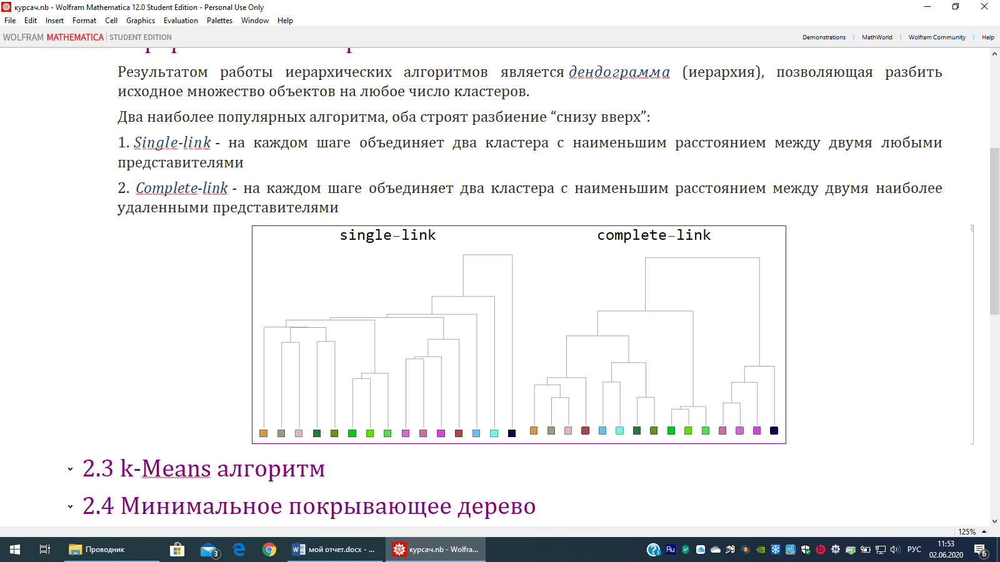 курсач.nb - Wolfram Mathematica 12.0 Student Edition - Personal Use Only
File Edit Insert Format Cell Graphics Evaluation Palettes Window Help
WOLFRAM MATHEMATICA STUDENT EDITION Demonstrations MathWorld Wolfram Community Help
Результатом работы иерархических алгоритмов является дендограмма (иерархия), позволяющая разбить
исходное множество объектов на любое число кластеров.
Два наиболее популярных алгоритма, оба строят разбиение “снизу вверх”:
1. Single-link - на каждом шаге объединяет два кластера с наименьшим расстоянием между двумя любыми
представителями
2. Complete-link - на каждом шаге объединяет два кластера с наименьшим расстоянием между двумя наиболее
удаленными представителями
single-link complete-link
2.3 k-Means алгоритм
2.4 Минимальное покрывающее дерево
125%
Проводник 3 мой отчет.docx - ... курсач.nb - Wolfra... Ru РУС 11:53
02.06.2020 6